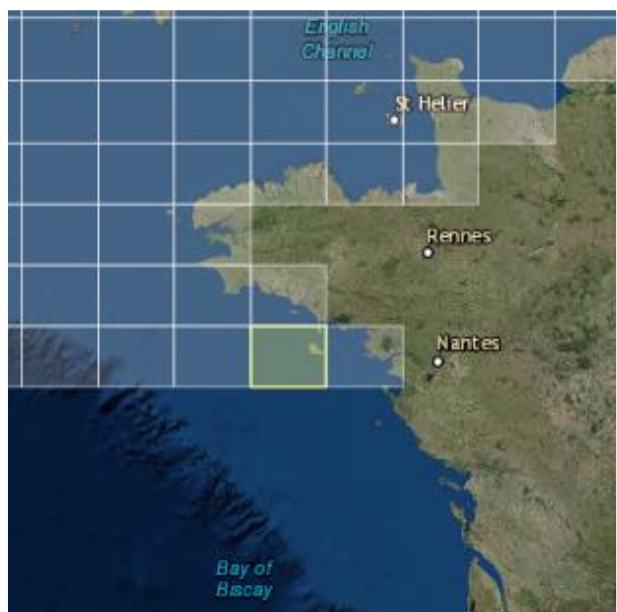 English
Channel
St Helier
Rennes
Nantes
Bay of
Biscay